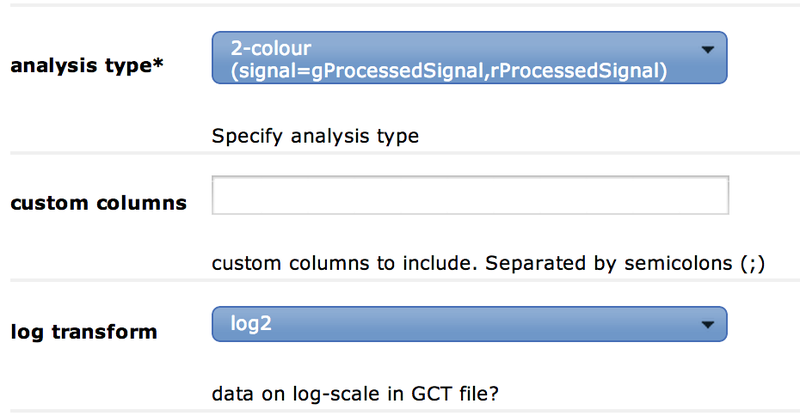 analysis type*
2-colour
(signal=gProcessedSignal,rProcessedSignal)
Specify analysis type
custom columns
custom columns to include. Separated by semicolons (;)
log transform
log2
data on log-scale in GCT file?